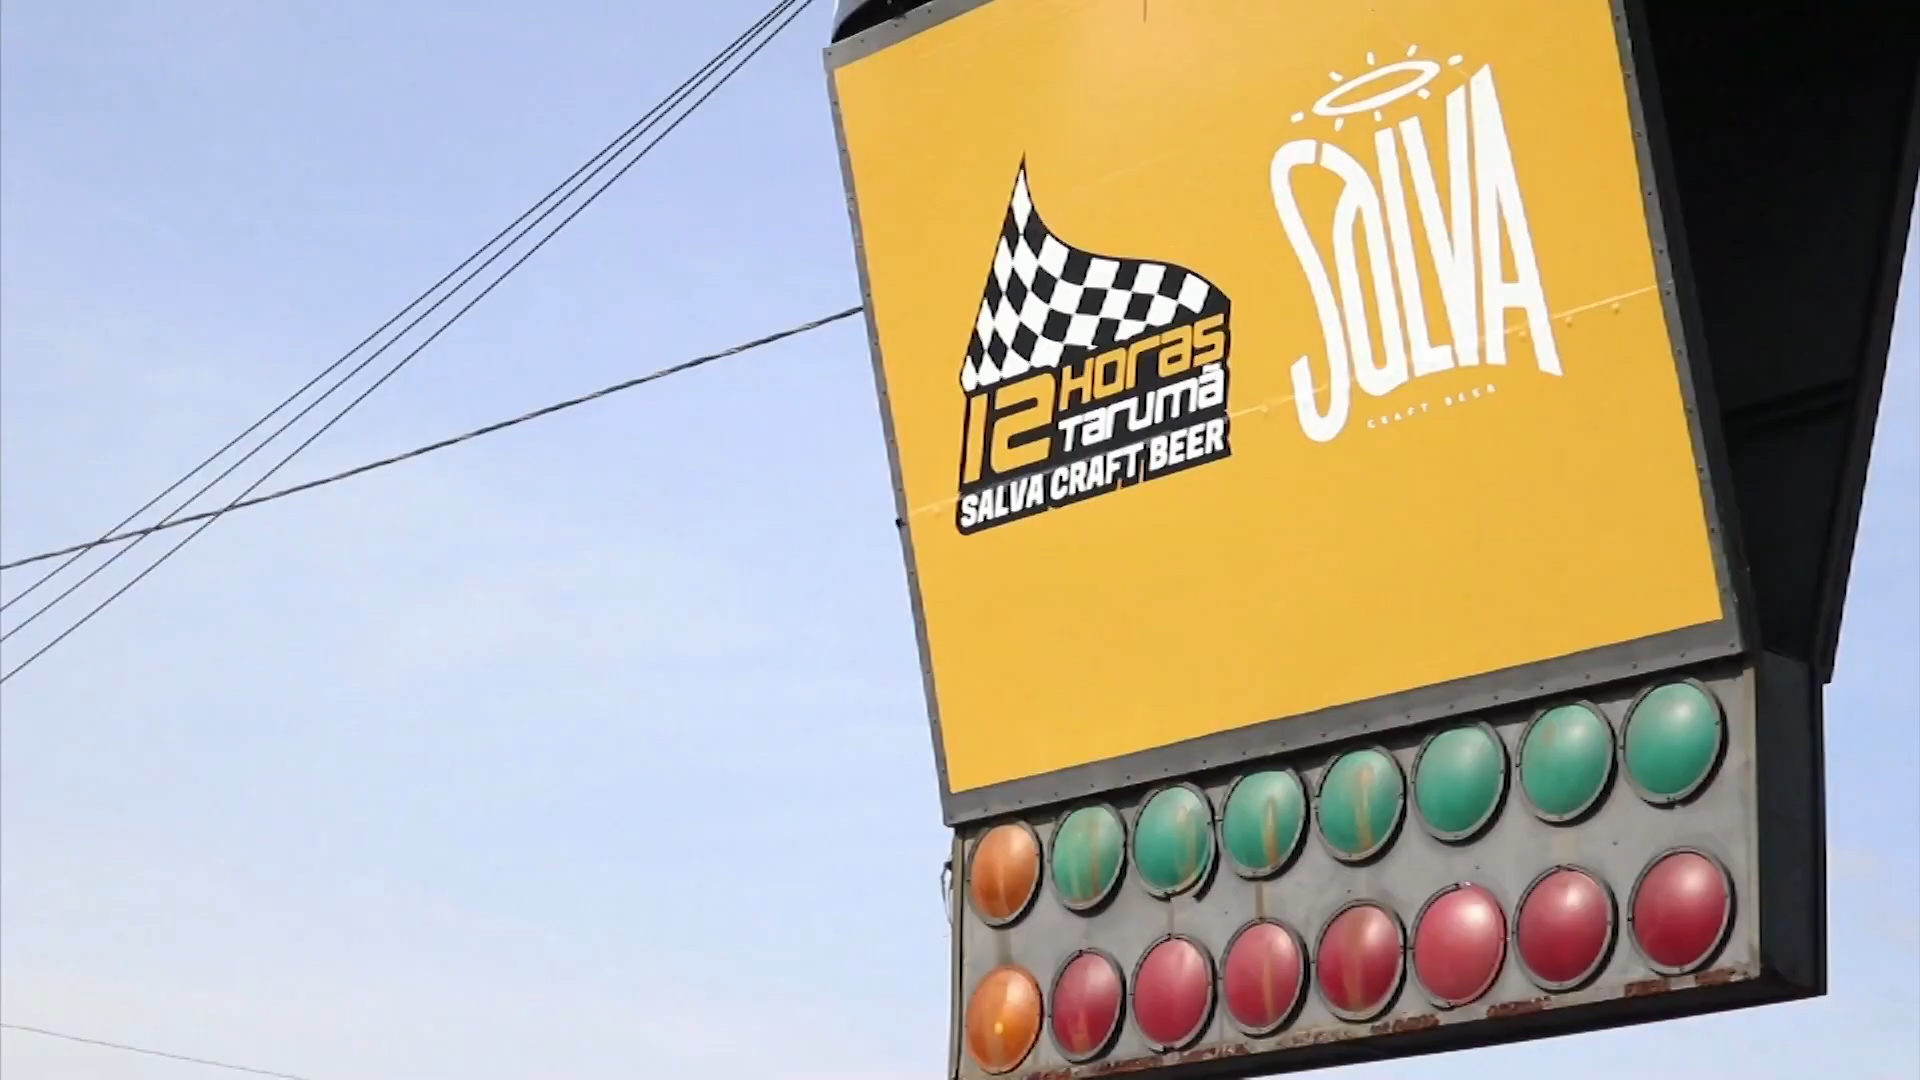 12 HORAS
Tarumã
SALVA CRAFT BEER
SALVA
CRAFT BEER